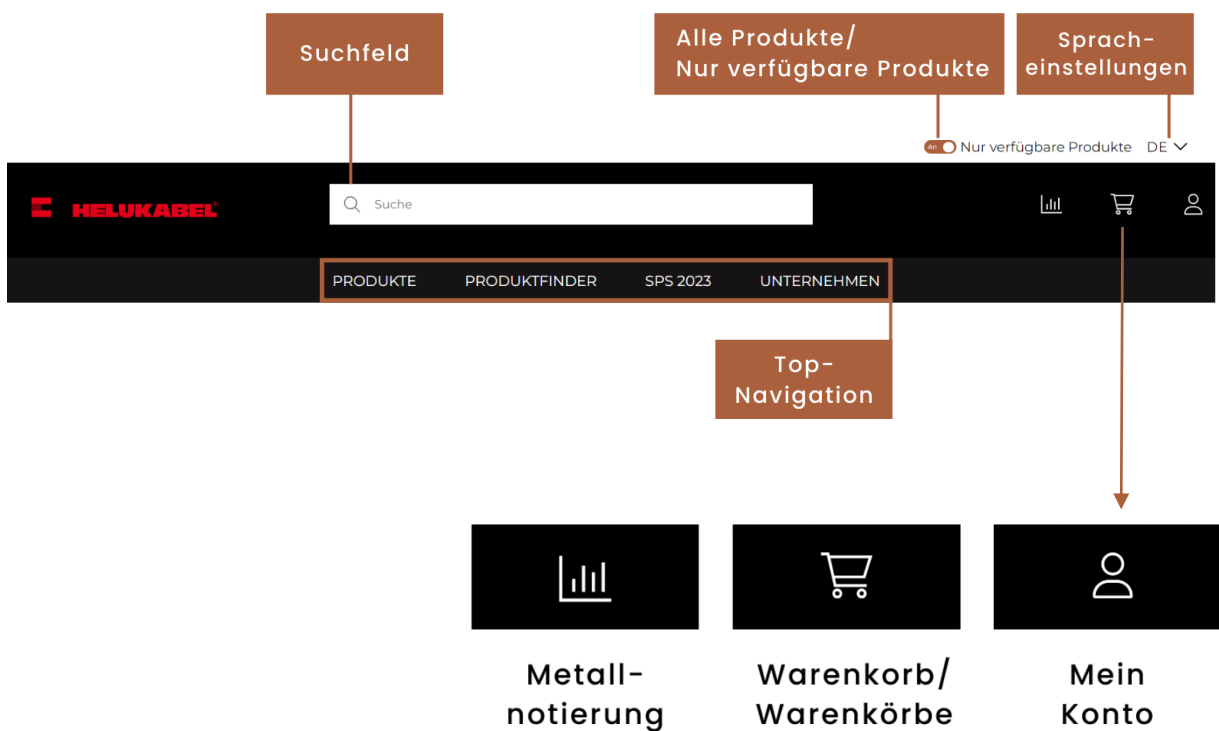 Suchfeld
Alle Produkte/
Nur verfügbare Produkte
Sprach-
einstellungen
An Nur verfügbare Produkte DE
HELUKABEL®
Suche
PRODUKTE PRODUKTFINDER SPS 2023 UNTERNEHMEN
Top-
Navigation
Metall-
notierung
Warenkorb/
Warenkörbe
Mein
Konto